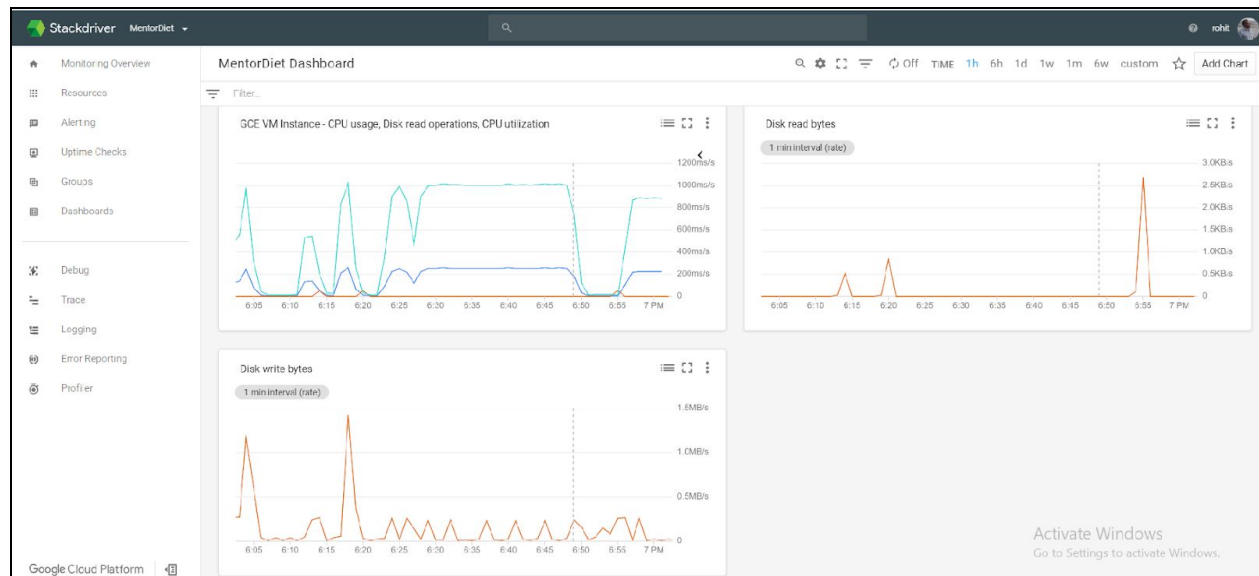 Stackdriver MentorDiet rohit
Monitoring Overview
Resources
Alerting
Uptime Checks
Groups
Dashboards
Debug
Trace
Logging
Error Reporting
Profiler
Google Cloud Platform
MentorDiet Dashboard
Off TIME 1h 6h 1d 1w 1m 6w custom Add Chart
Filter...
GCE VM Instance - CPU usage, Disk read operations, CPU utilization
1200ms/s
1000ms/s
800ms/s
600ms/s
400ms/s
200ms/s
0
6:05 6:10 6:15 6:20 6:25 6:30 6:35 6:40 6:45 6:50 6:55 7 PM
Disk read bytes
1 min interval (rate)
3.0KB/s
2.5KB/s
2.0KB/s
1.5KB/s
1.0KB/s
0.5KB/s
0
6:05 6:10 6:15 6:20 6:25 6:30 6:35 6:40 6:45 6:50 6:55 7 PM
Disk write bytes
1 min interval (rate)
1.5MB/s
1.0MB/s
0.5MB/s
0
6:05 6:10 6:15 6:20 6:25 6:30 6:35 6:40 6:45 6:50 6:55 7 PM
Activate Windows
Go to Settings to activate Windows.